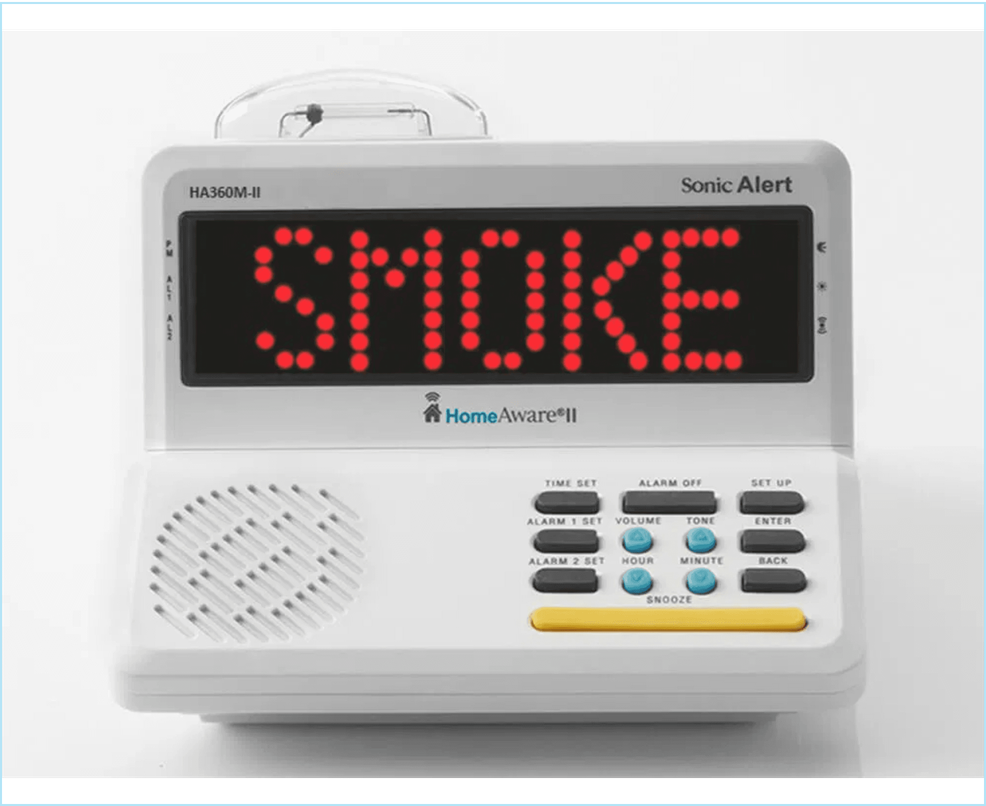 HA360M-II
Sonic Alert
PM
AL1
AL2
SMOKE
HomeAware®II
TIME SET
ALARM OFF
SET UP
ALARM 1 SET
VOLUME
TONE
ENTER
ALARM 2 SET
HOUR
MINUTE
BACK
SNOOZE